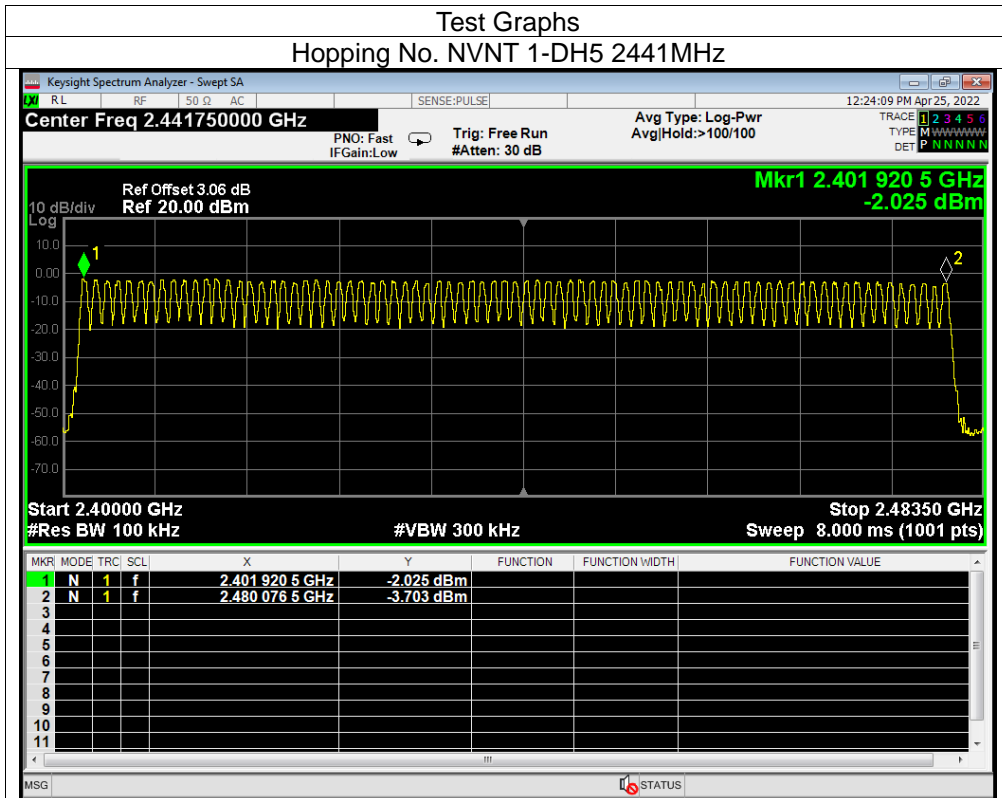 Test Graphs
Hopping No. NVNT 1-DH5 2441MHz
Keysight Spectrum Analyzer - Swept SA
LXI RL RF 50 Ω AC SENSE:PULSE 12:24:09 PM Apr 25, 2022
Center Freq 2.441750000 GHz Avg Type: Log-Pwr TRACE 1 2 3 4 5 6
PNO: Fast Trig: Free Run Avg|Hold:>100/100 TYPE M WWWWW
IFGain:Low #Atten: 30 dB DET P N N N N N
Mkr1 2.401 920 5 GHz
Ref Offset 3.06 dB
10 dB/div Ref 20.00 dBm -2.025 dBm
Log
10.0
1
2
0.00
-10.0
-20.0
-30.0
-40.0
-50.0
-60.0
-70.0
Start 2.40000 GHz Stop 2.48350 GHz
#Res BW 100 kHz #VBW 300 kHz Sweep 8.000 ms (1001 pts)
MKR MODE TRC SCL X Y FUNCTION FUNCTION WIDTH FUNCTION VALUE
1 N 1 f 2.401 920 5 GHz -2.025 dBm
2 N 1 f 2.480 076 5 GHz -3.703 dBm
3
4
5
6
7
8
9
10
11
MSG STATUS